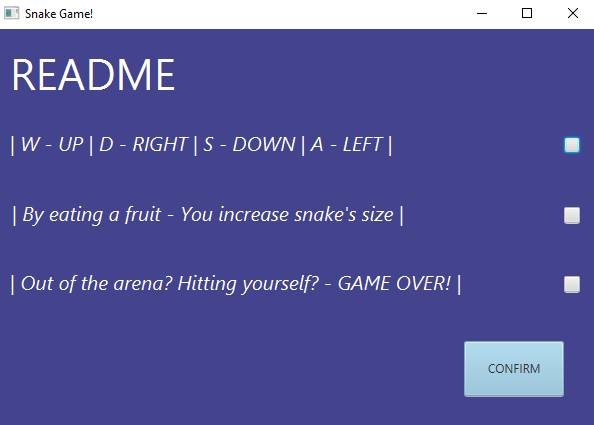 Snake Game!
README
| W - UP | D - RIGHT | S - DOWN | A - LEFT |
| By eating a fruit - You increase snake's size |
| Out of the arena? Hitting yourself? - GAME OVER! |
CONFIRM